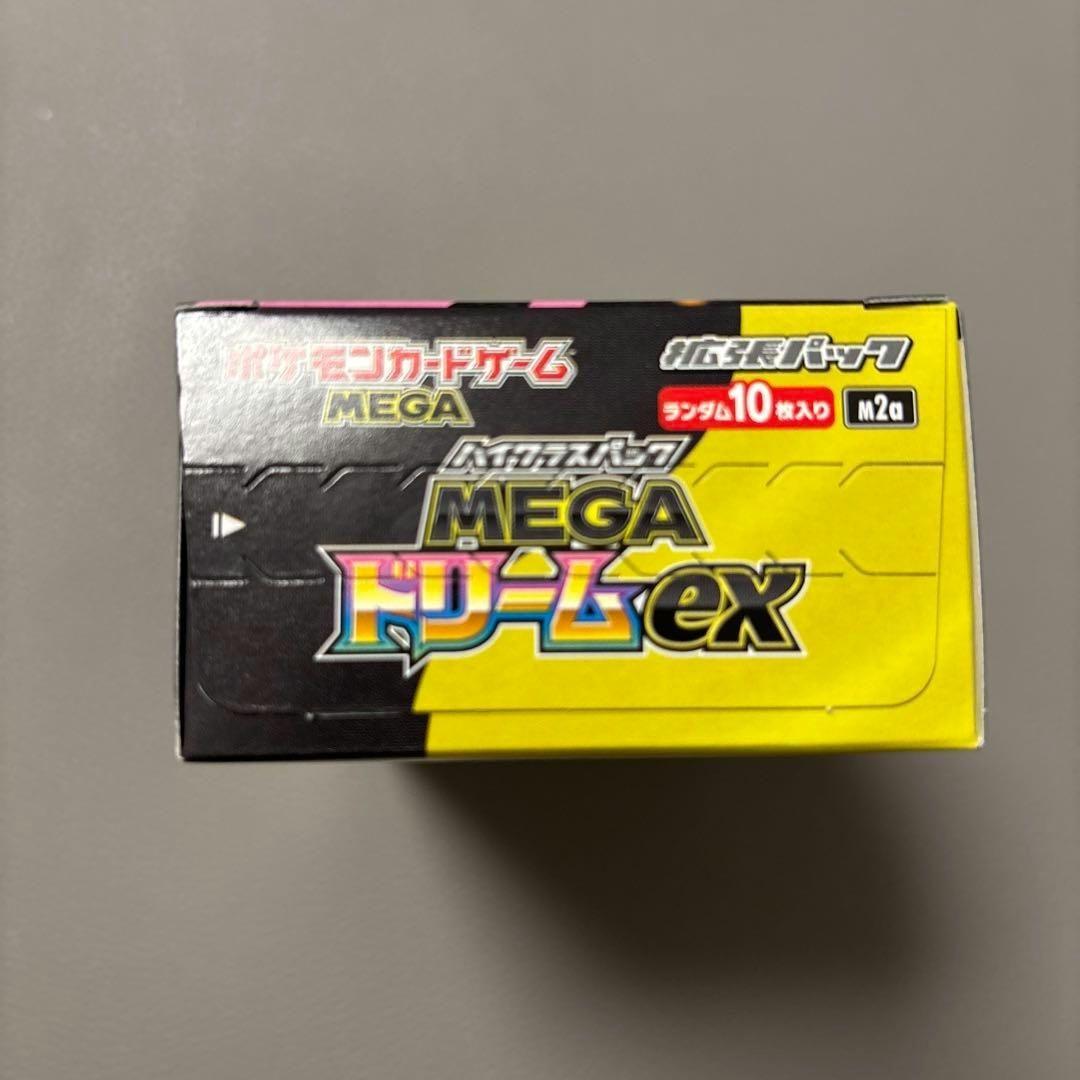 ポケモンカードゲーム
MEGA
拡張パック
ランダム10枚入り M2a
ハイクラスパック
MEGA
ドリームex